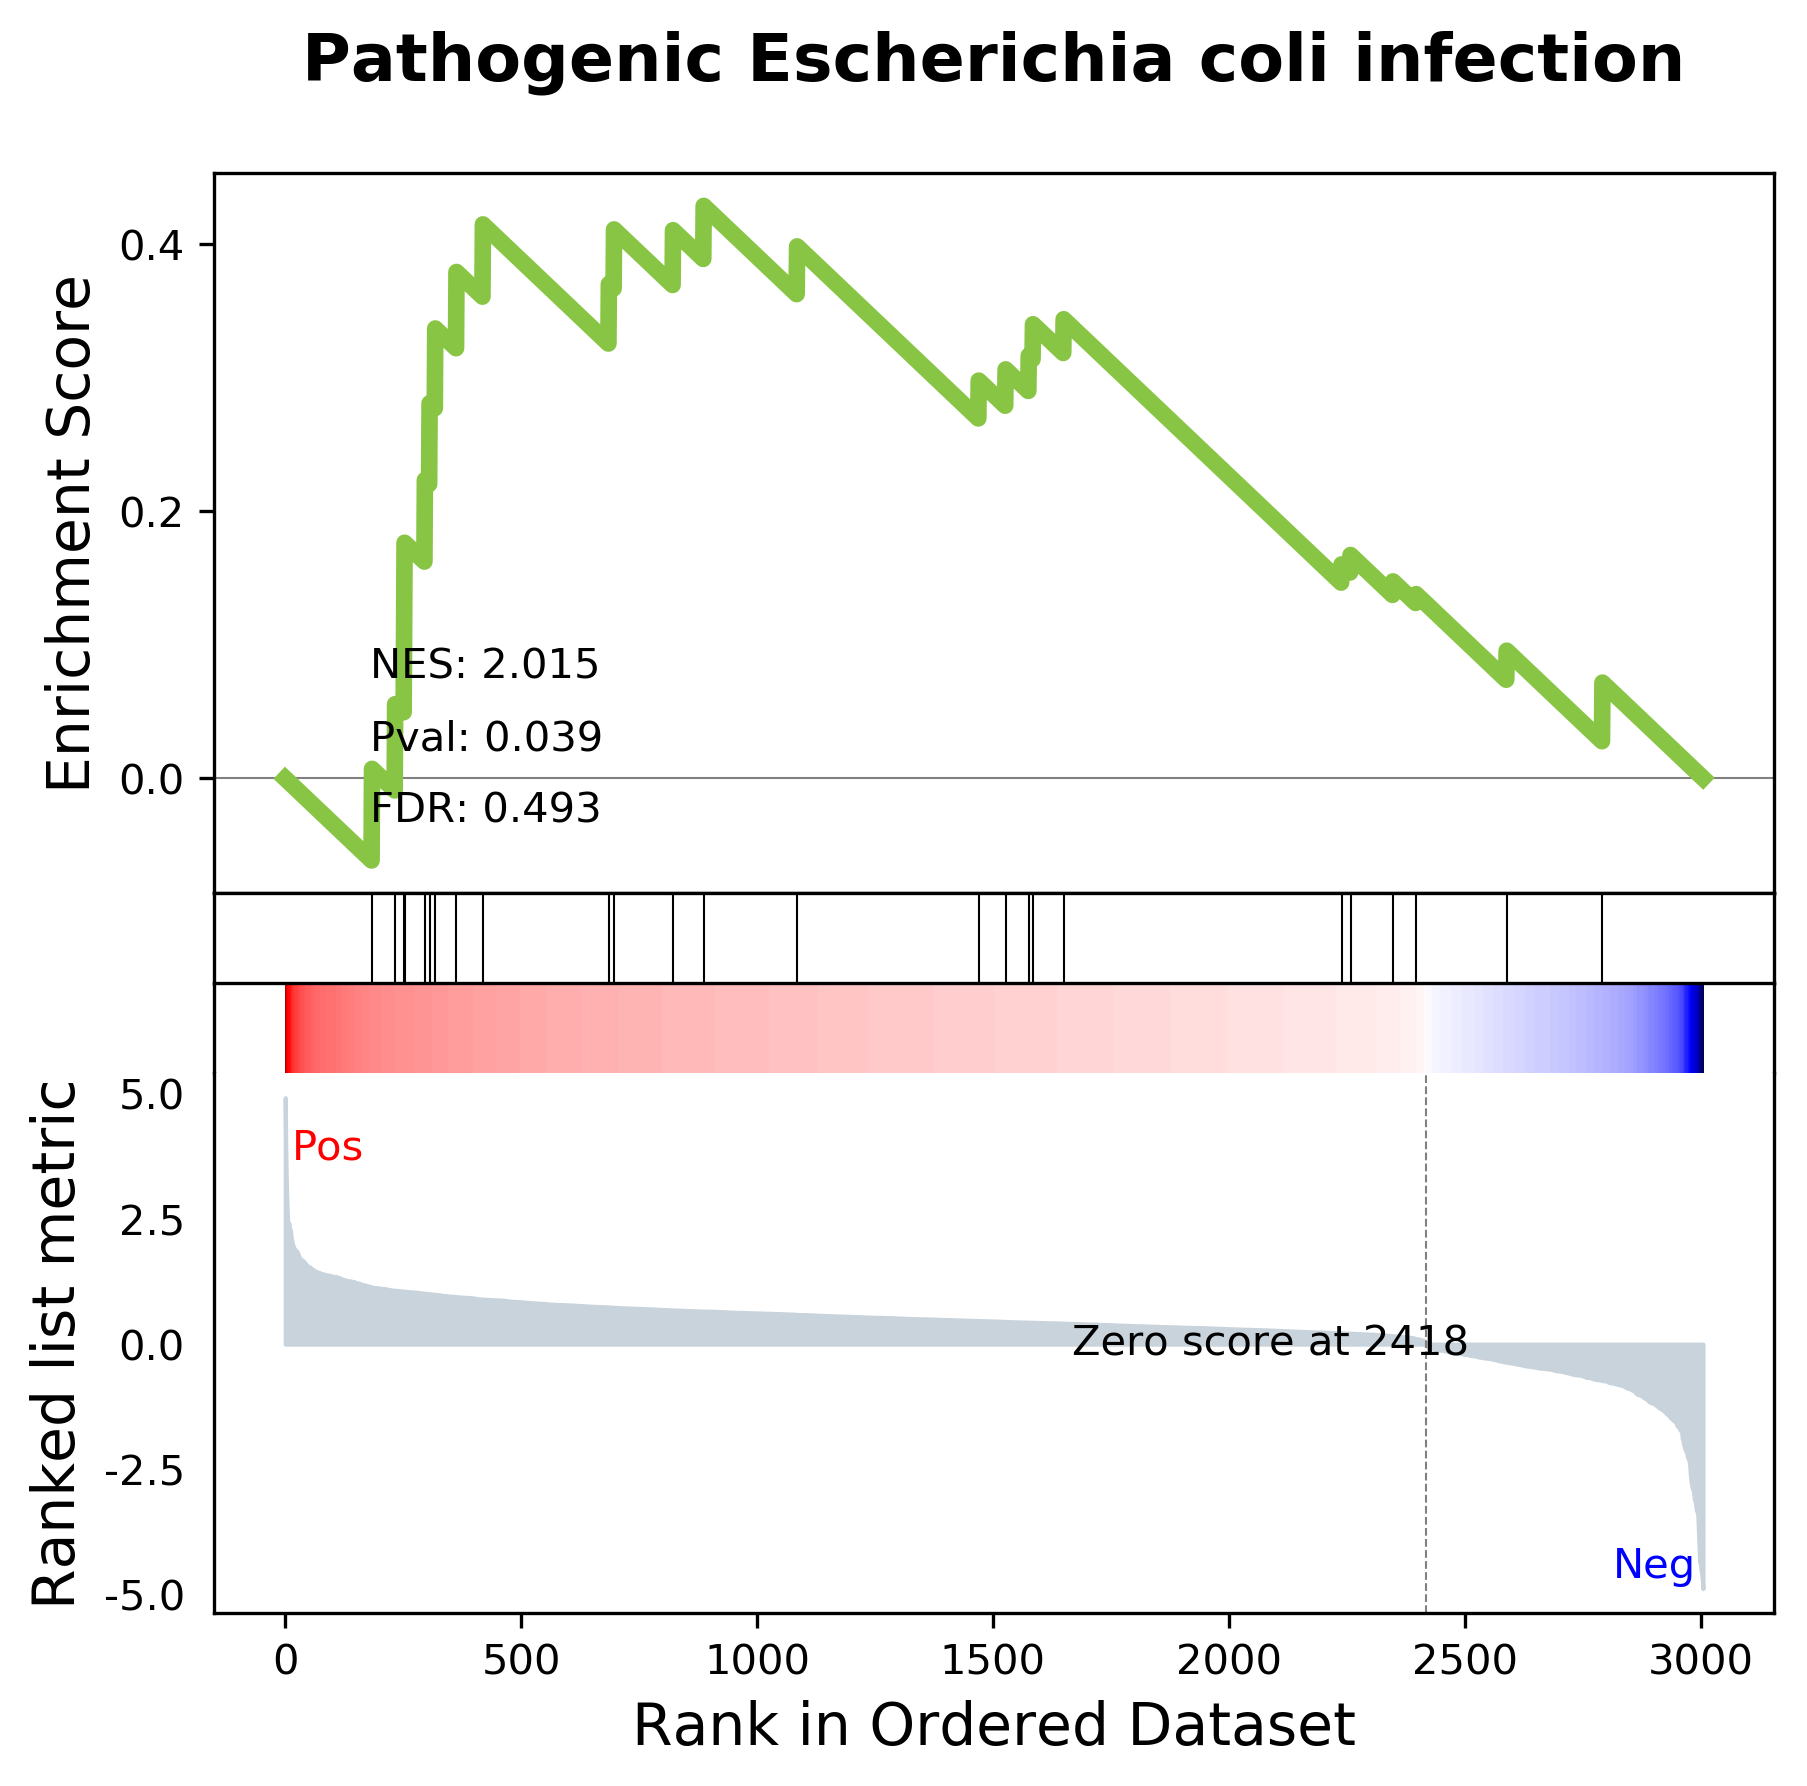 Pathogenic Escherichia coli infection
Enrichment Score
0.4
0.2
0.0
NES: 2.015
Pval: 0.039
FDR: 0.493
Ranked list metric
5.0
2.5
0.0
-2.5
-5.0
Pos
Zero score at 2418
Neg
0 500 1000 1500 2000 2500 3000
Rank in Ordered Dataset